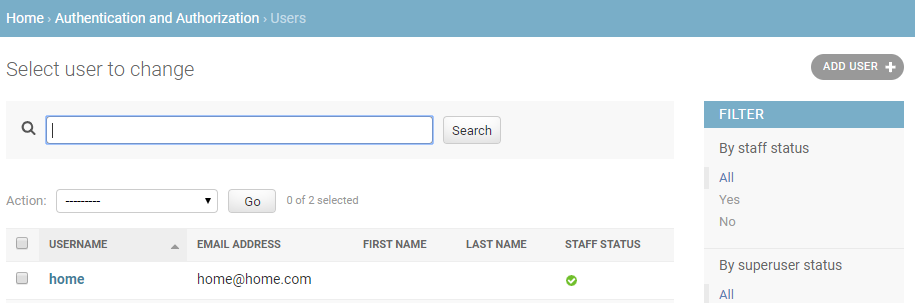 Home › Authentication and Authorization › Users
Select user to change
ADD USER +
Search
FILTER
By staff status
All
Yes
No
By superuser status
All
Action: --------- Go 0 of 2 selected
USERNAME EMAIL ADDRESS FIRST NAME LAST NAME STAFF STATUS
home home@home.com